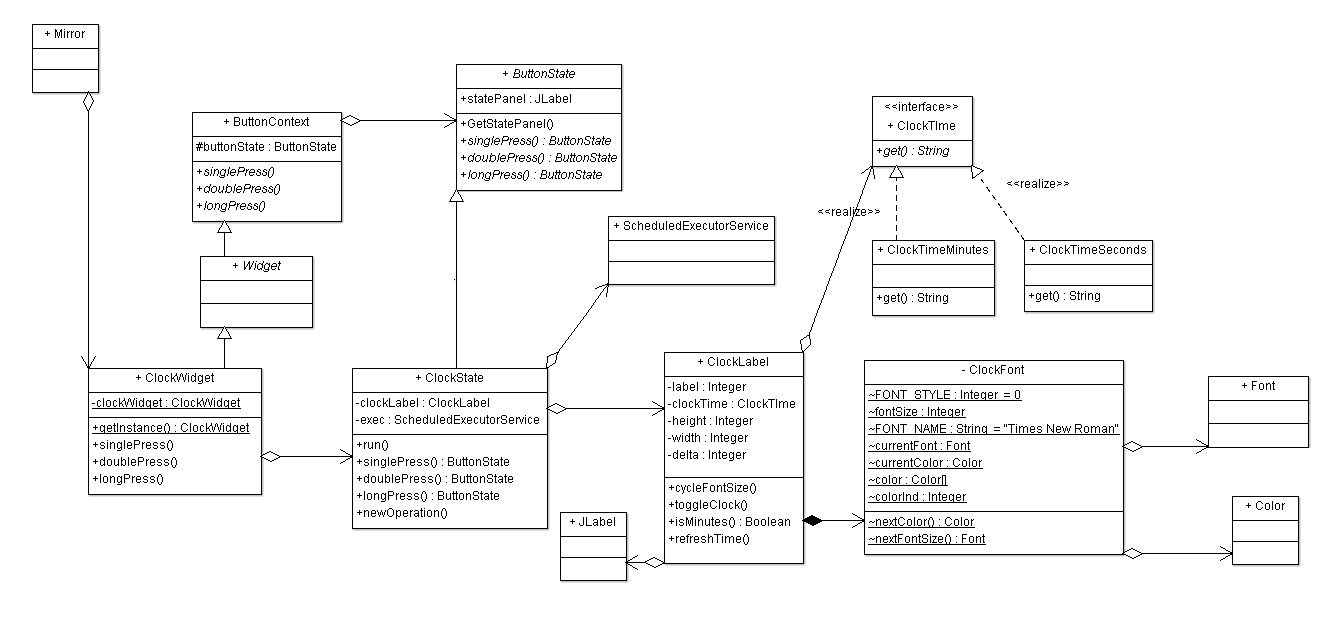 + Mirror
+ ButtonContext
#buttonState : ButtonState
+singlePress()
+doublePress()
+longPress()
+ ButtonState
+statePanel : JLabel
+GetStatePanel()
+singlePress() : ButtonState
+doublePress() : ButtonState
+longPress() : ButtonState
<<interface>>
+ ClockTIme
+get() : String
<<realize>>
<<realize>>
+ Widget
+ ScheduledExecutorService
+ ClockTimeMinutes
+get() : String
+ ClockTimeSeconds
+get() : String
+ ClockWidget
-clockWidget : ClockWidget
+getInstance() : ClockWidget
+singlePress()
+doublePress()
+longPress()
+ ClockState
-clockLabel : ClockLabel
-exec : ScheduledExecutorService
+run()
+singlePress() : ButtonState
+doublePress() : ButtonState
+longPress() : ButtonState
+newOperation()
+ ClockLabel
-label : Integer
-clockTime : ClockTIme
-height : Integer
-width : Integer
-delta : Integer
+cycleFontSize()
+toggleClock()
+isMinutes() : Boolean
+refreshTime()
- ClockFont
~FONT_STYLE : Integer = 0
~fontSize : Integer
~FONT_NAME : String = "Times New Roman"
~currentFont : Font
~currentColor : Color
~color : Color[]
~colorInd : Integer
~nextColor() : Color
~nextFontSize() : Font
+ Font
+ Color
+ JLabel